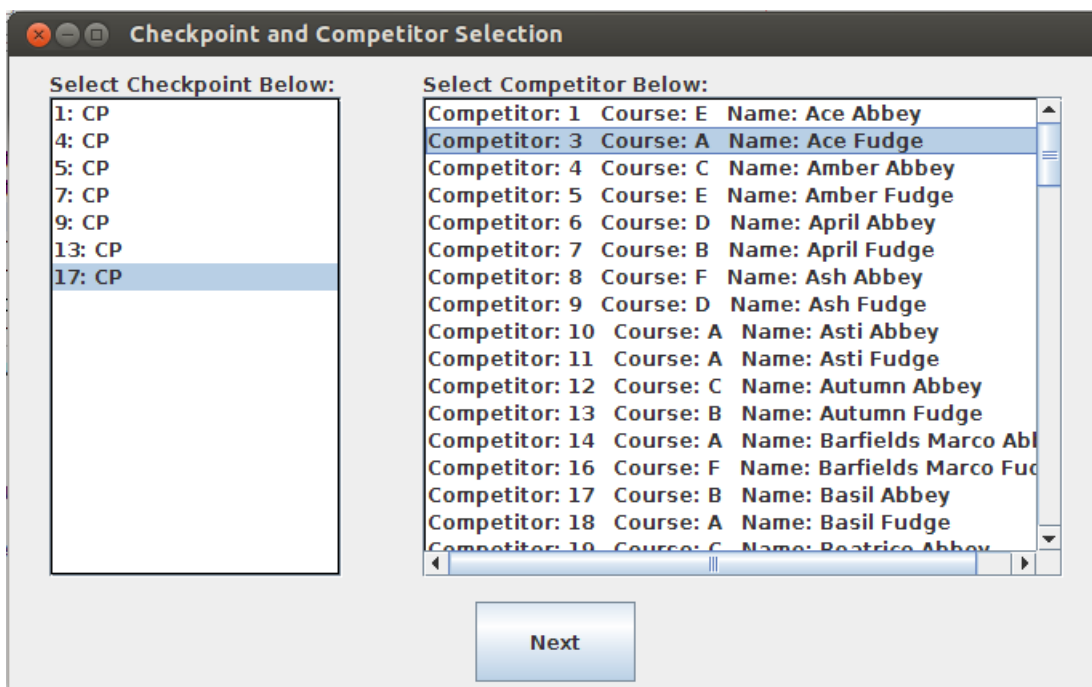 Checkpoint and Competitor Selection
Select Checkpoint Below:
1: CP
4: CP
5: CP
7: CP
9: CP
13: CP
17: CP
Select Competitor Below:
Competitor: 1 Course: E Name: Ace Abbey
Competitor: 3 Course: A Name: Ace Fudge
Competitor: 4 Course: C Name: Amber Abbey
Competitor: 5 Course: E Name: Amber Fudge
Competitor: 6 Course: D Name: April Abbey
Competitor: 7 Course: B Name: April Fudge
Competitor: 8 Course: F Name: Ash Abbey
Competitor: 9 Course: D Name: Ash Fudge
Competitor: 10 Course: A Name: Asti Abbey
Competitor: 11 Course: A Name: Asti Fudge
Competitor: 12 Course: C Name: Autumn Abbey
Competitor: 13 Course: B Name: Autumn Fudge
Competitor: 14 Course: A Name: Barfields Marco
Competitor: 16 Course: F Name: Barfields Marco
Competitor: 17 Course: B Name: Basil Abbey
Competitor: 18 Course: A Name: Basil Fudge
Competitor: 19 Course: C Name: Beatrice Abbey
Next